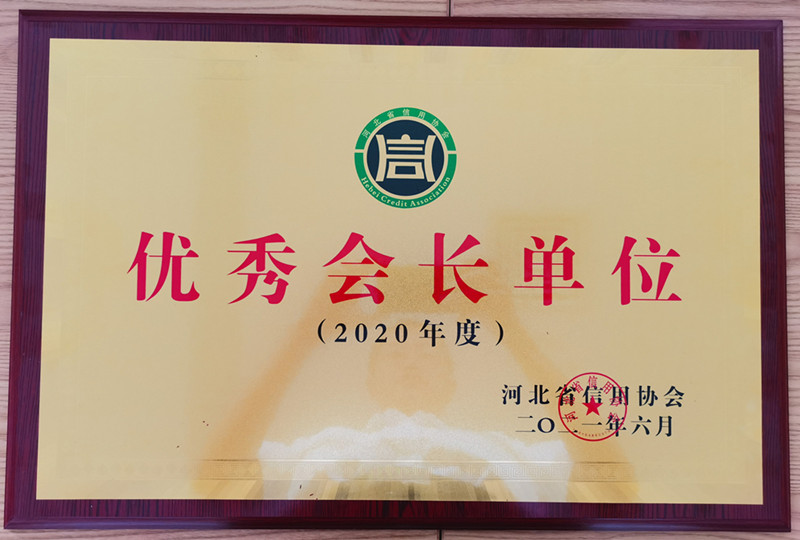 河北省信用协会
信
Hebei Credit Association
优秀会长单位
(2020年度)
河北省信用协会
二〇二一年六月